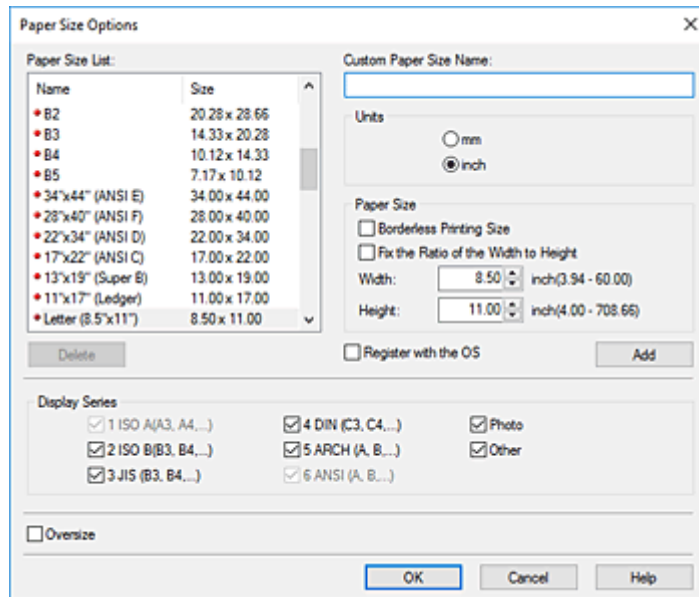 Paper Size Options
Paper Size List:
Name Size
B2 20.28 x 28.66
B3 14.33 x 20.28
B4 10.12 x 14.33
B5 7.17 x 10.12
34"x44" (ANSI E) 34.00 x 44.00
28"x40" (ANSI F) 28.00 x 40.00
22"x34" (ANSI D) 22.00 x 34.00
17"x22" (ANSI C) 17.00 x 22.00
13"x19" (Super B) 13.00 x 19.00
11"x17" (Ledger) 11.00 x 17.00
Letter (8.5"x11") 8.50 x 11.00
Delete
Custom Paper Size Name:
Units
mm
inch
Paper Size
Borderless Printing Size
Fix the Ratio of the Width to Height
Width: 8.50 inch(3.94 - 60.00)
Height: 11.00 inch(4.00 - 708.66)
Register with the OS Add
Display Series
1 ISO A(A3, A4,...) 4 DIN (C3, C4,...) Photo
2 ISO B(B3, B4,...) 5 ARCH (A, B,...) Other
3 JIS (B3, B4,...) 6 ANSI (A, B,...)
Oversize
OK Cancel Help